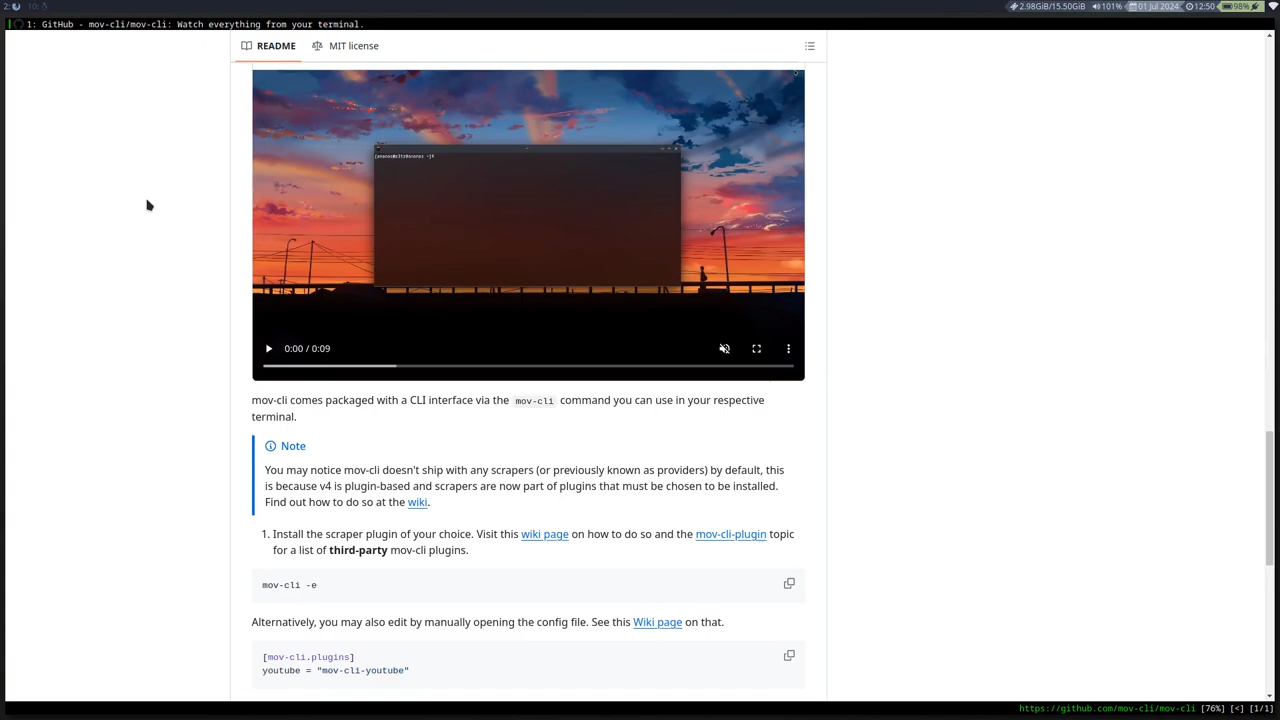 2: 10: 2.98GiB/15.50GiB 101% 01 Jul 2024 12:50 98%
1: GitHub - mov-cli/mov-cli: Watch everything from your terminal.
README MIT license
0:00 / 0:09
mov-cli comes packaged with a CLI interface via the mov-cli command you can use in your respective
terminal.
Note
You may notice mov-cli doesn't ship with any scrapers (or previously known as providers) by default, this
is because v4 is plugin-based and scrapers are now part of plugins that must be chosen to be installed.
Find out how to do so at the wiki.
1. Install the scraper plugin of your choice. Visit this wiki page on how to do so and the mov-cli-plugin topic
for a list of third-party mov-cli plugins.
mov-cli -e
Alternatively, you may also edit by manually opening the config file. See this Wiki page on that.
[mov-cli.plugins]
youtube = "mov-cli-youtube"
https://github.com/mov-cli/mov-cli [76%] [<] [1/1]